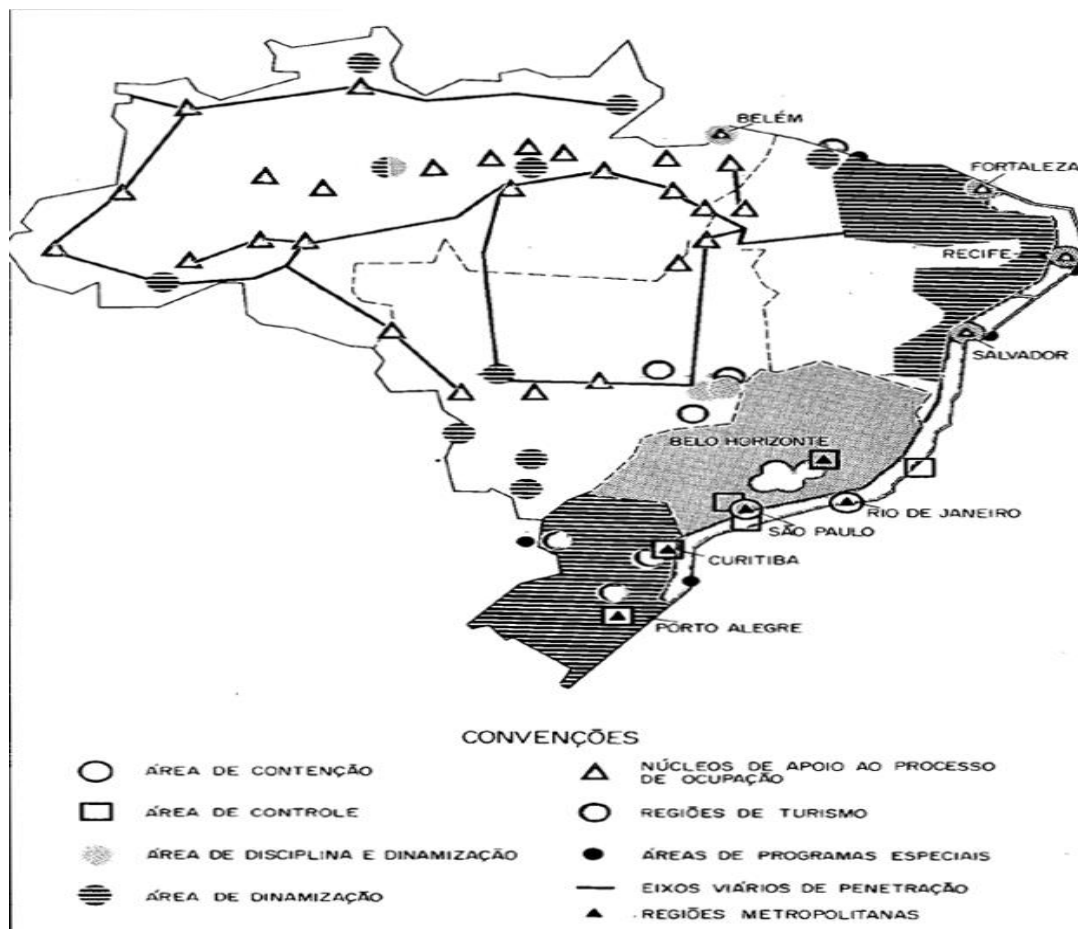 BELÉM
FORTALEZA
RECIFE
SALVADOR
BELO HORIZONTE
RIO DE JANEIRO
SÃO PAULO
CURITIBA
PORTO ALEGRE
CONVENÇÕES
ÁREA DE CONTENÇÃO
ÁREA DE CONTROLE
ÁREA DE DISCIPLINA E DINAMIZAÇÃO
ÁREA DE DINAMIZAÇÃO
NÚCLEOS DE APOIO AO PROCESSO
DE OCUPAÇÃO
REGIÕES DE TURISMO
ÁREAS DE PROGRAMAS ESPECIAIS
EIXOS VIÁRIOS DE PENETRAÇÃO
REGIÕES METROPOLITANAS